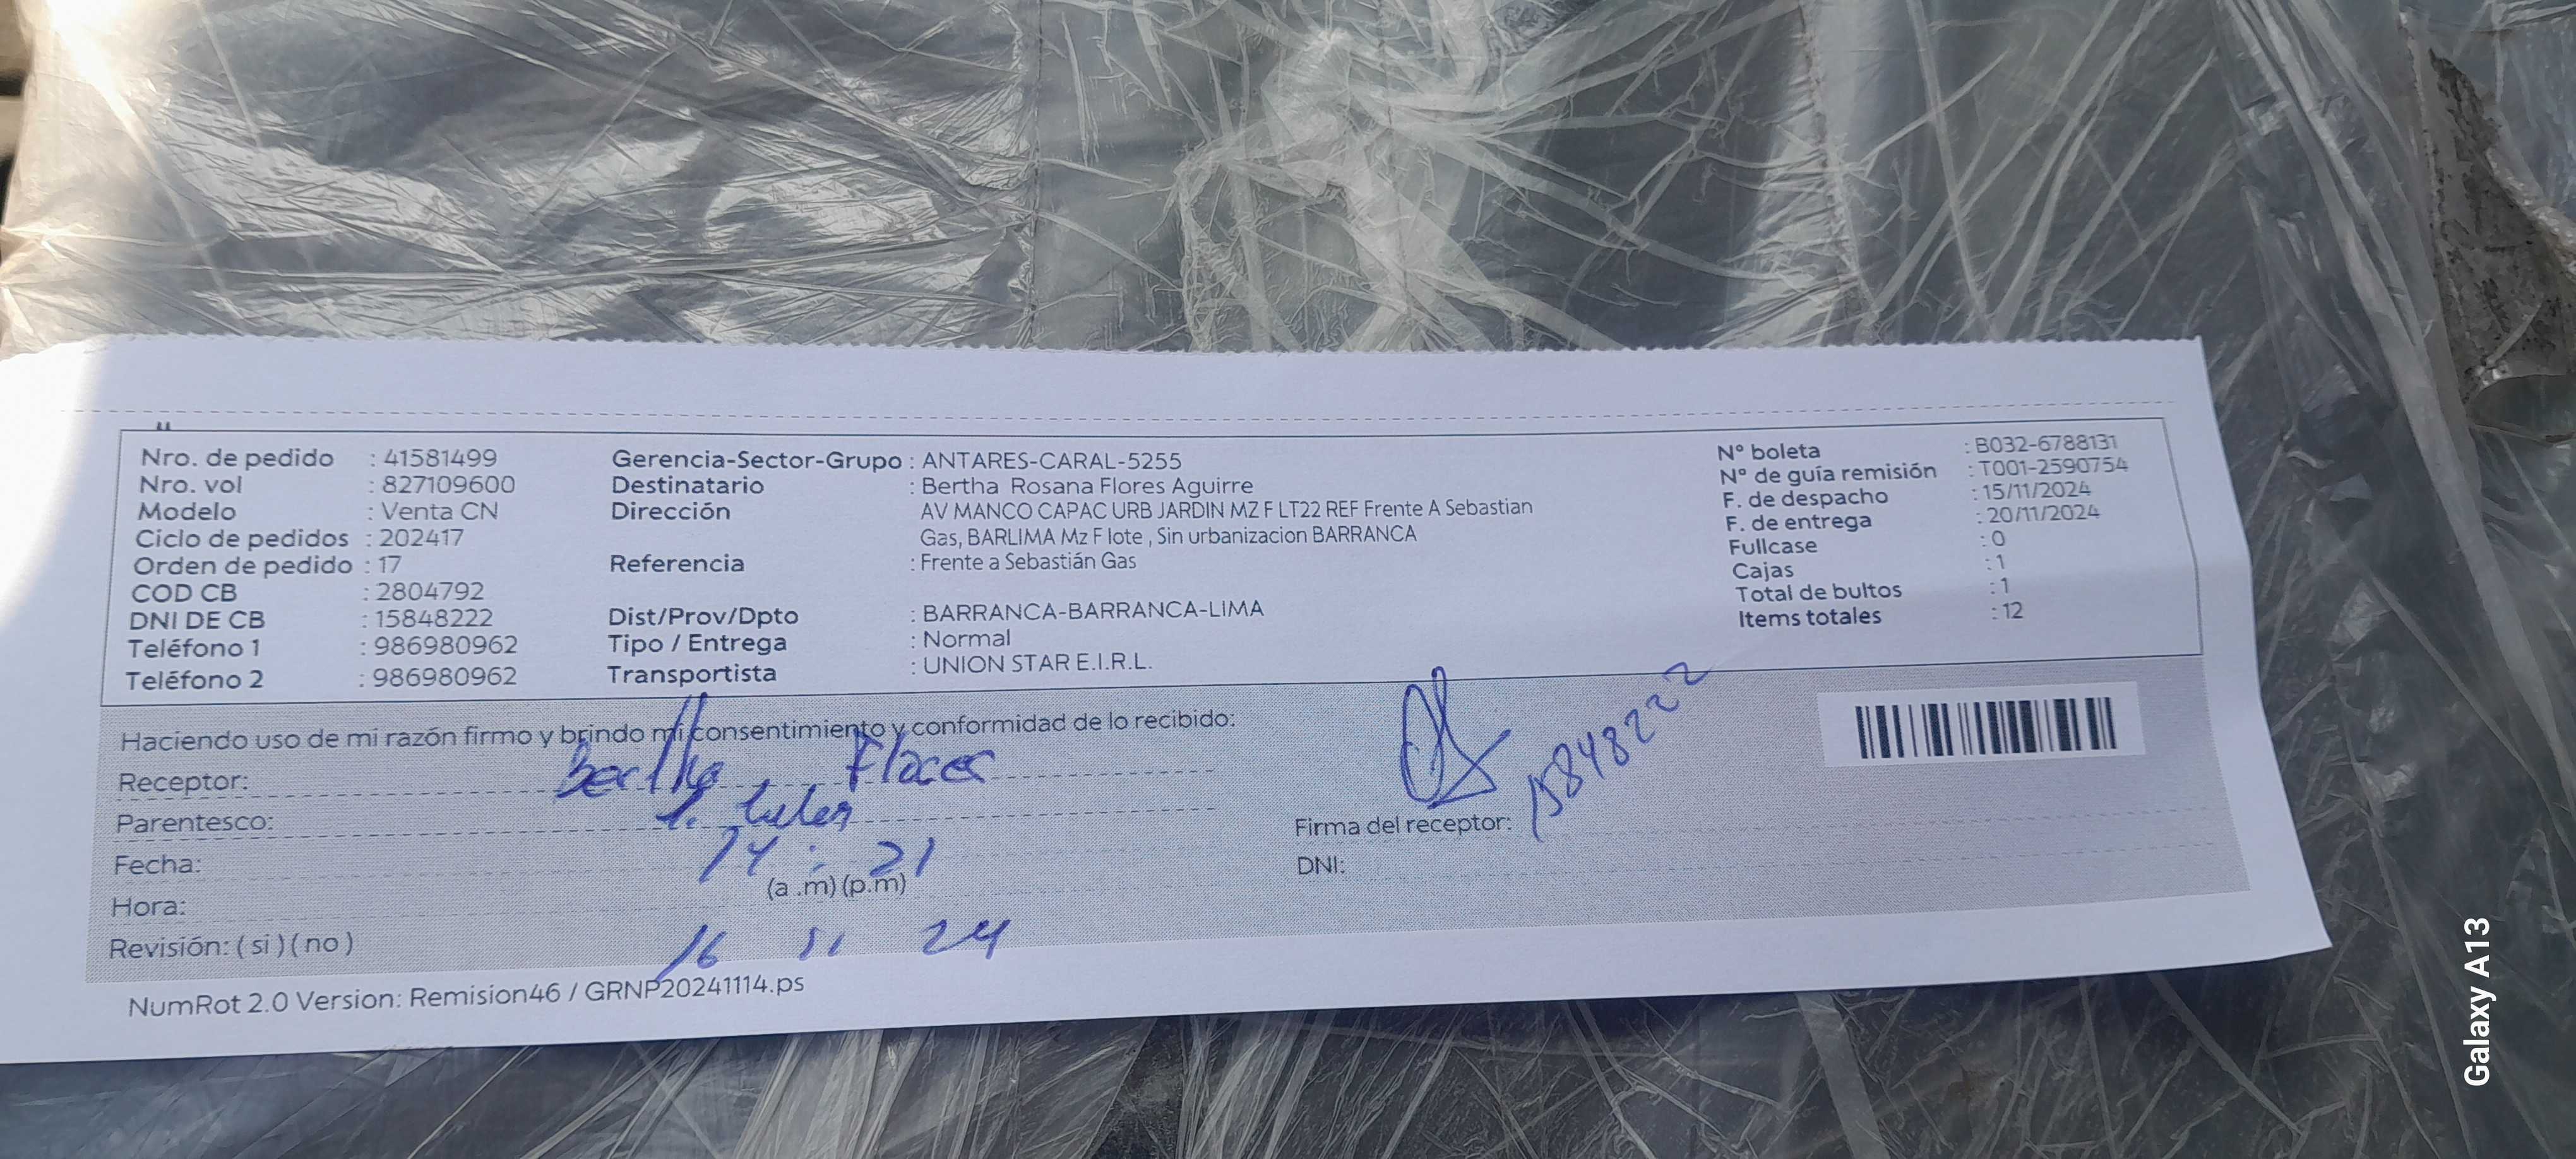 Nro. de pedido : 41581499
Nro. vol : 827109600
Modelo : Venta CN
Ciclo de pedidos : 202417
Orden de pedido : 17
COD CB : 2804792
DNI DE CB : 15848222
Teléfono 1 : 986980962
Teléfono 2 : 986980962
Gerencia-Sector-Grupo : ANTARES-CARAL-5255
Destinatario : Bertha Rosana Flores Aguirre
Dirección AV MANCO CAPAC URB JARDIN MZ F LT22 REF Frente A Sebastian
Gas, BARLIMA Mz F lote , Sin urbanizacion BARRANCA
Referencia : Frente a Sebastián Gas
Dist/Prov/Dpto : BARRANCA-BARRANCA-LIMA
Tipo / Entrega : Normal
Transportista : UNION STAR E.I.R.L.
Nº boleta : B032-6788131
Nº de guía remisión : T001-2590754
F. de despacho : 15/11/2024
F. de entrega : 20/11/2024
Fullcase : 0
Cajas : 1
Total de bultos : 1
Items totales : 12
Haciendo uso de mi razón firmo y brindo mi consentimiento y conformidad de lo recibido:
Receptor: Bertha Flores
Parentesco:
Fecha: 14 : 21
(a .m) (p.m)
Hora:
Revisión: ( si ) ( no ) 16 11 24
15848222
Firma del receptor:
DNI:
NumRot 2.0 Version: Remision46 / GRNP20241114.ps
Galaxy A13